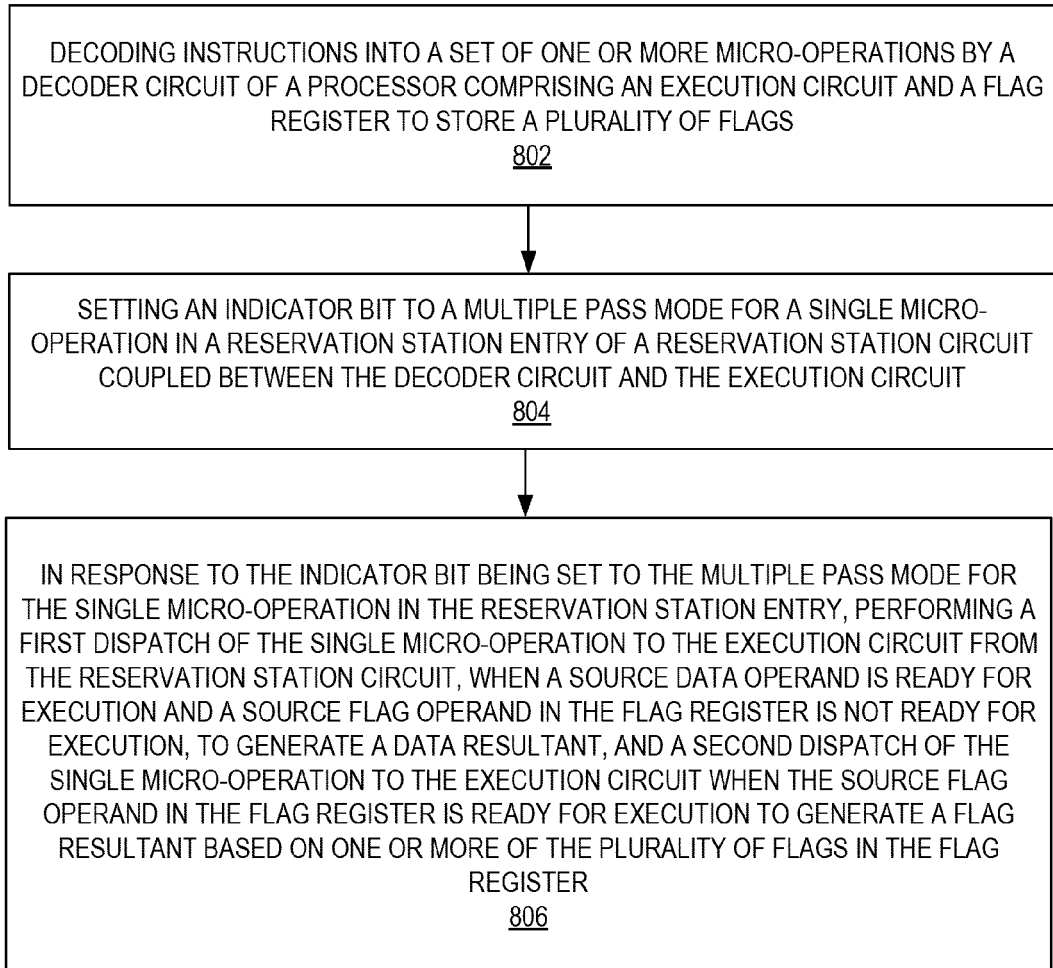 DECODING INSTRUCTIONS INTO A SET OF ONE OR MORE MICRO-OPERATIONS BY A
DECODER CIRCUIT OF A PROCESSOR COMPRISING AN EXECUTION CIRCUIT AND A FLAG
REGISTER TO STORE A PLURALITY OF FLAGS
802
SETTING AN INDICATOR BIT TO A MULTIPLE PASS MODE FOR A SINGLE MICRO-
OPERATION IN A RESERVATION STATION ENTRY OF A RESERVATION STATION CIRCUIT
COUPLED BETWEEN THE DECODER CIRCUIT AND THE EXECUTION CIRCUIT
804
IN RESPONSE TO THE INDICATOR BIT BEING SET TO THE MULTIPLE PASS MODE FOR
THE SINGLE MICRO-OPERATION IN THE RESERVATION STATION ENTRY, PERFORMING A
FIRST DISPATCH OF THE SINGLE MICRO-OPERATION TO THE EXECUTION CIRCUIT FROM
THE RESERVATION STATION CIRCUIT, WHEN A SOURCE DATA OPERAND IS READY FOR
EXECUTION AND A SOURCE FLAG OPERAND IN THE FLAG REGISTER IS NOT READY FOR
EXECUTION, TO GENERATE A DATA RESULTANT, AND A SECOND DISPATCH OF THE
SINGLE MICRO-OPERATION TO THE EXECUTION CIRCUIT WHEN THE SOURCE FLAG
OPERAND IN THE FLAG REGISTER IS READY FOR EXECUTION TO GENERATE A FLAG
RESULTANT BASED ON ONE OR MORE OF THE PLURALITY OF FLAGS IN THE FLAG
REGISTER
806